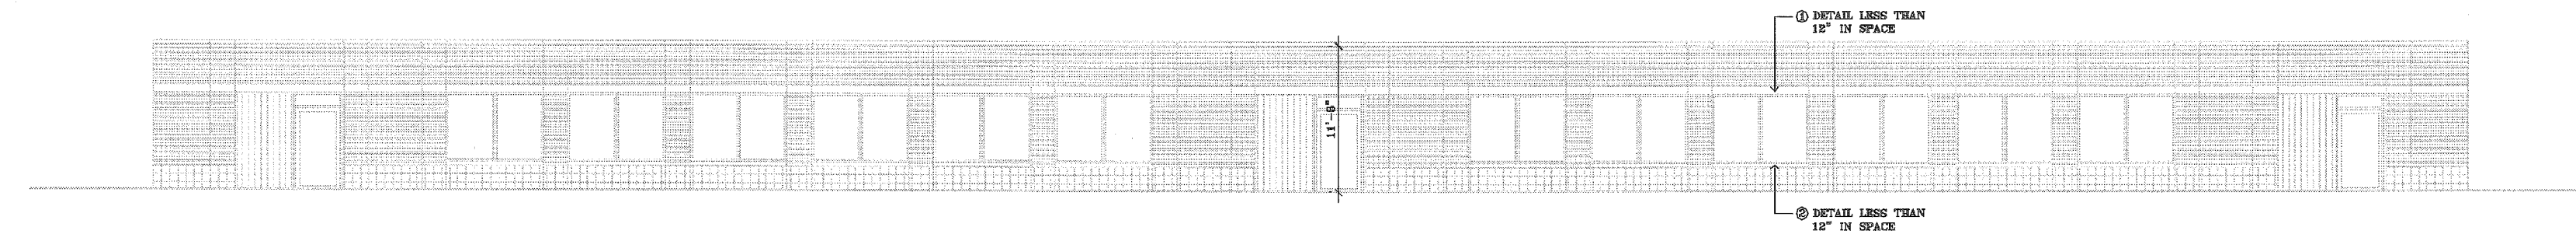 ① DETAIL LESS THAN
12" IN SPACE
11'-8"
② DETAIL LESS THAN
12" IN SPACE